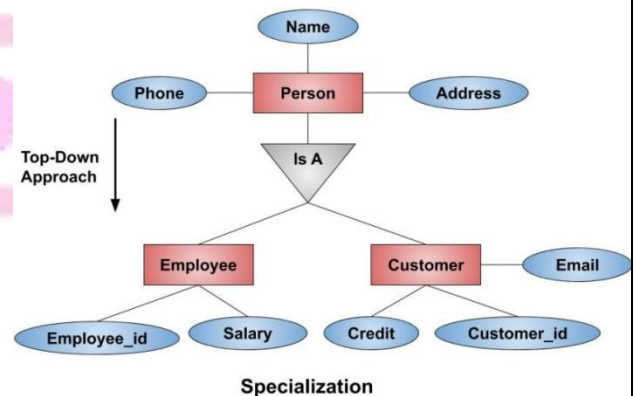 Name
Phone
Person
Address
Is A
Top-Down
Approach
Employee
Customer
Email
Employee_id
Salary
Credit
Customer_id
Specialization